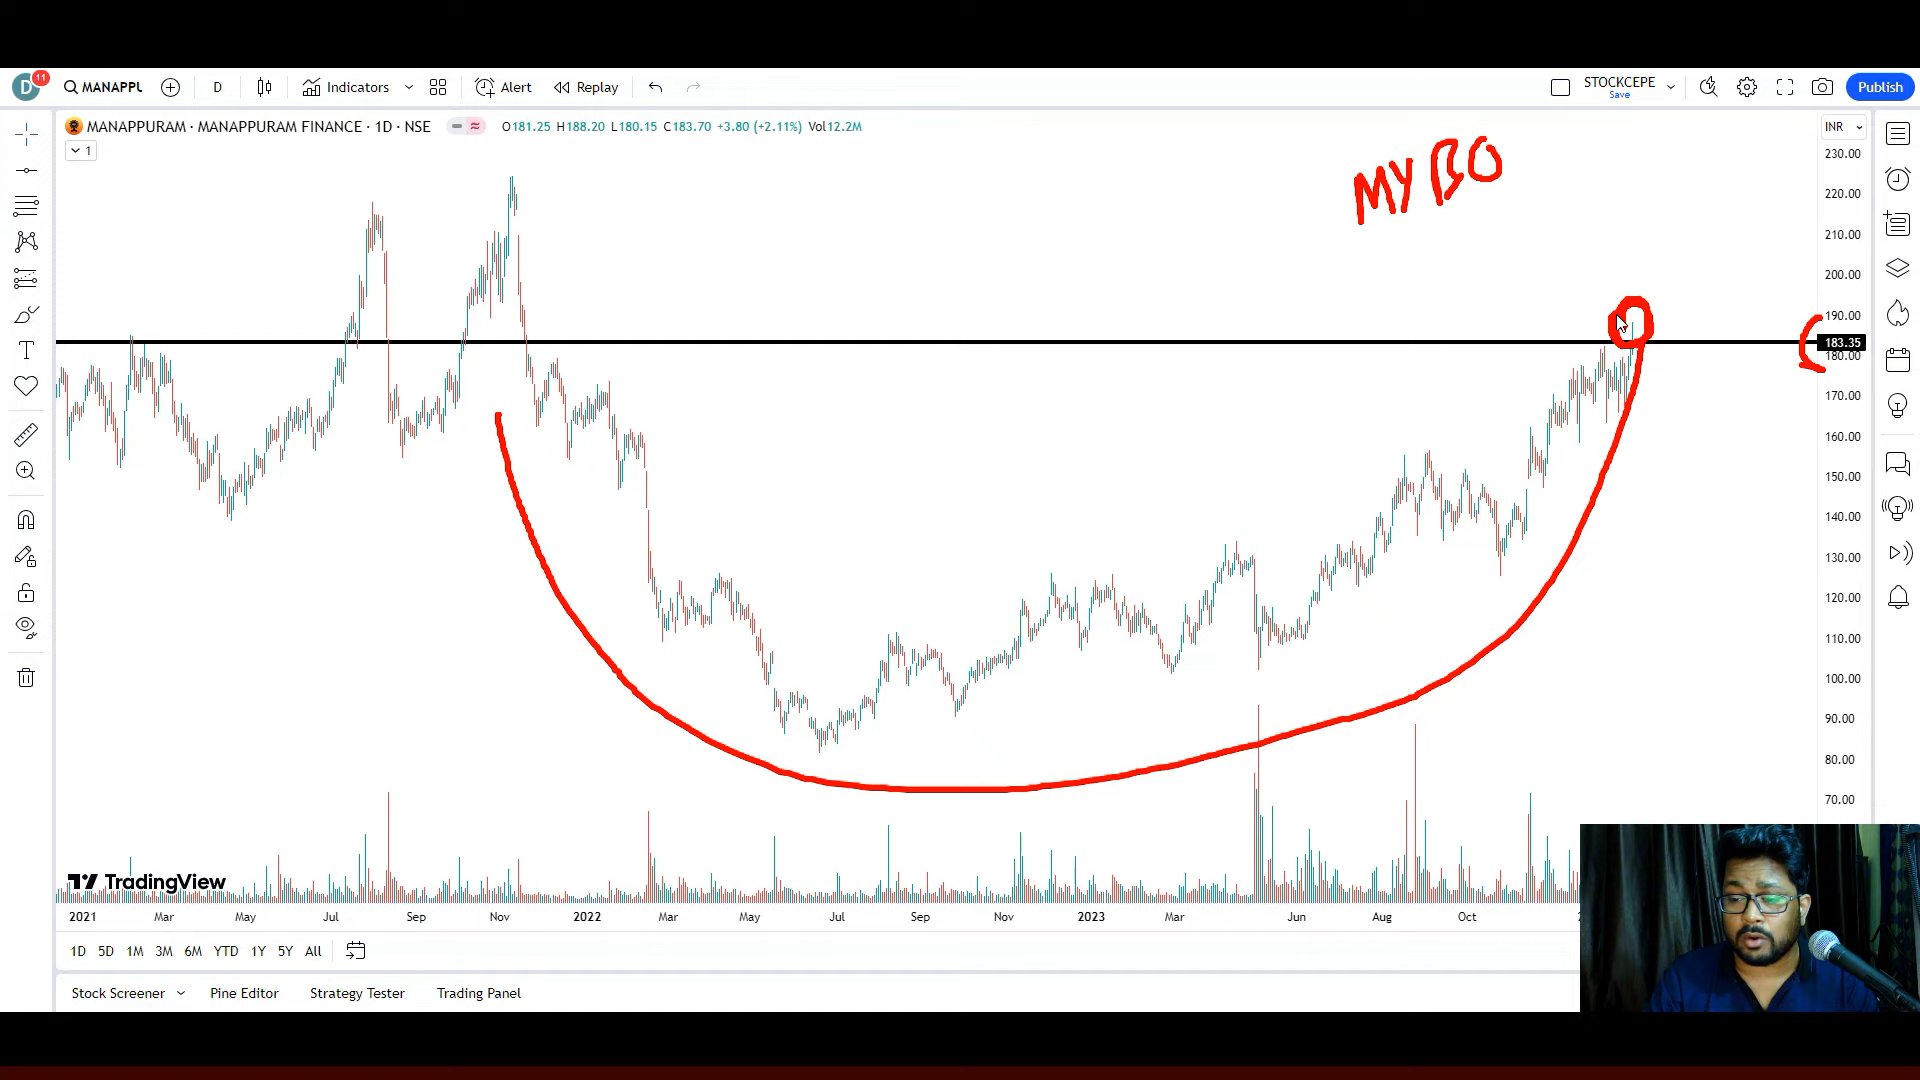 D 11 MANAPPU D Indicators Alert Replay STOCKCEPE Save Publish
MANAPPURAM · MANAPPURAM FINANCE · 1D · NSE O181.25 H188.20 L180.15 C183.70 +3.80 (+2.11%) Vol12.2M INR
1
MYBO
230.00
220.00
210.00
200.00
190.00
183.35
180.00
170.00
160.00
150.00
140.00
130.00
120.00
110.00
100.00
90.00
80.00
70.00
TradingView
2021 Mar May Jul Sep Nov 2022 Mar May Jul Sep Nov 2023 Mar Jun Aug Oct
1D 5D 1M 3M 6M YTD 1Y 5Y All
Stock Screener Pine Editor Strategy Tester Trading Panel